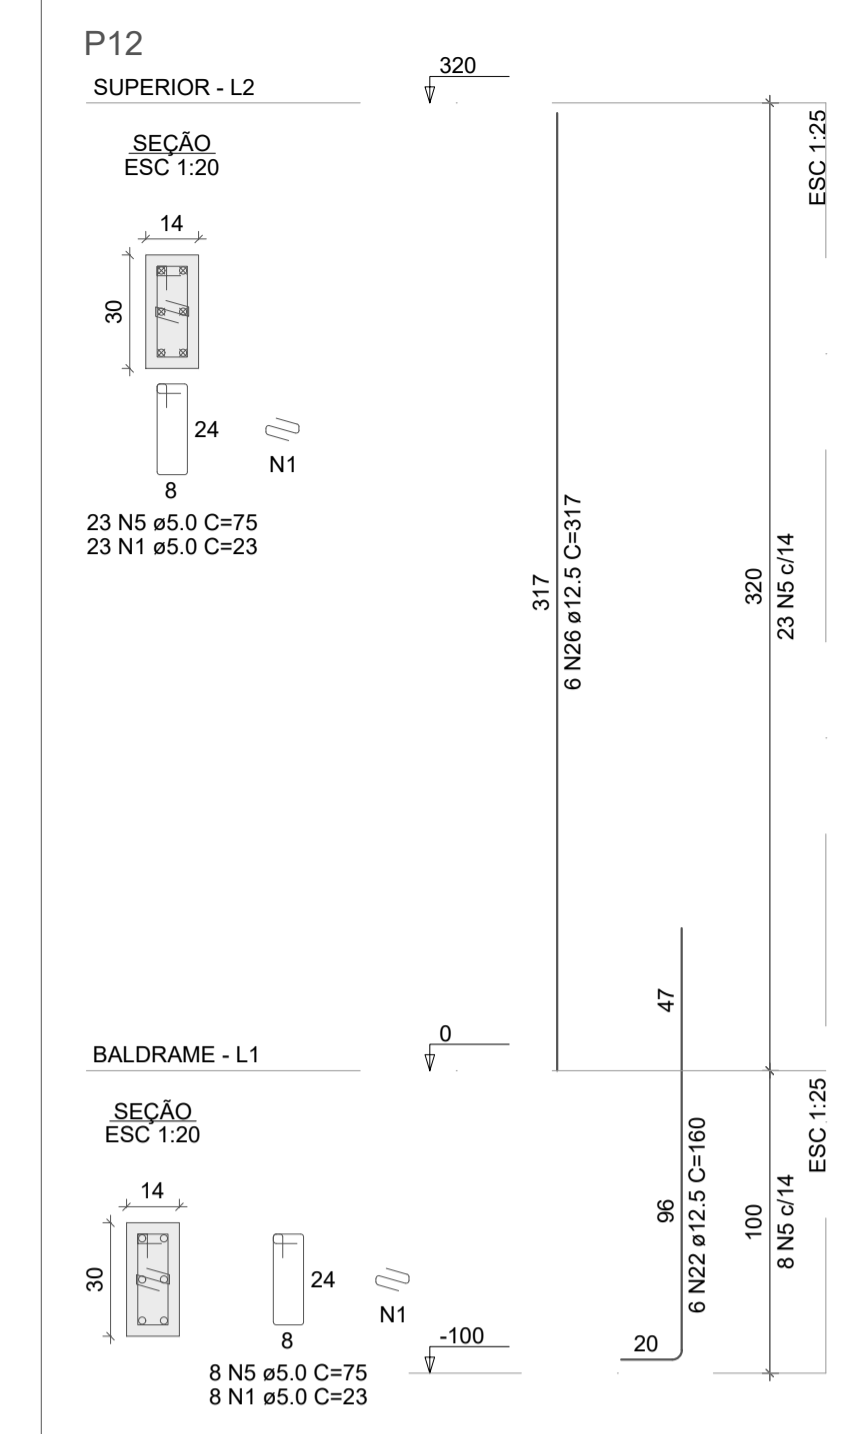 P12
320
SUPERIOR - L2
ESC 1:25
SEÇÃO
ESC 1:20
14
30
24
N1
8
23 N5 ø5.0 C=75
23 N1 ø5.0 C=23
317
6 N26 ø12.5 C=317
320
23 N5 c/14
47
0
BALDRAME - L1
ESC 1:25
SEÇÃO
ESC 1:20
14
30
24
N1
8
8 N5 ø5.0 C=75
8 N1 ø5.0 C=23
-100
96
6 N22 ø12.5 C=160
20
100
8 N5 c/14